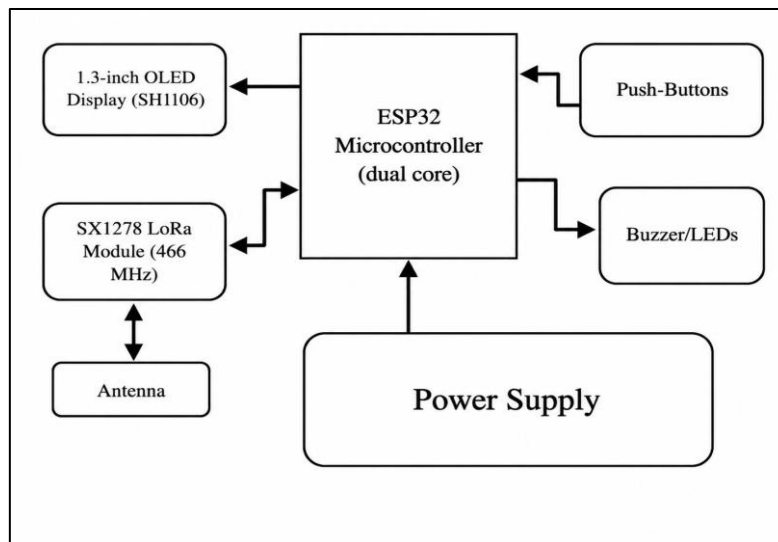 1.3-inch OLED
Display (SH1106)
ESP32
Microcontroller
(dual core)
Push-Buttons
SX1278 LoRa
Module (466
MHz)
Buzzer/LEDs
Antenna
Power Supply